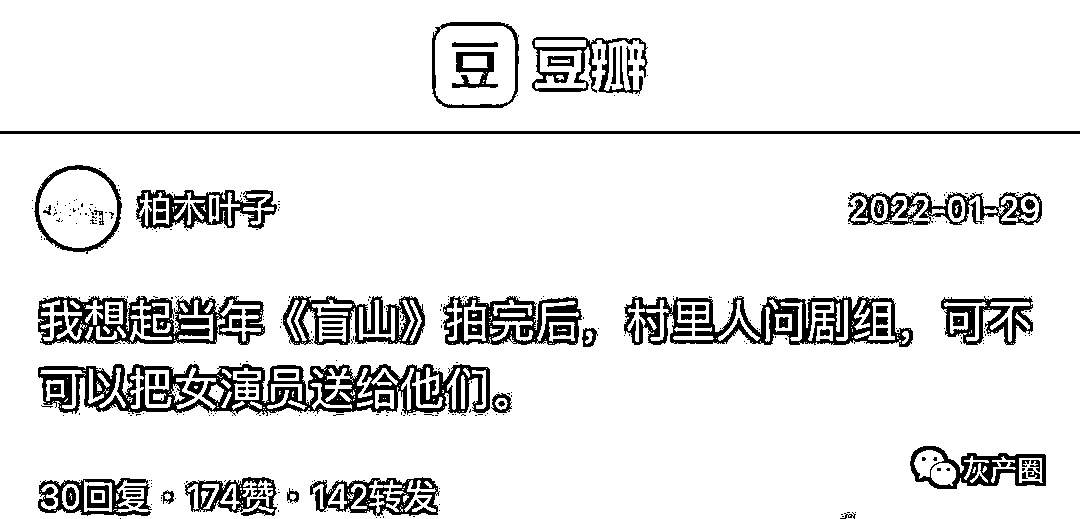 豆 豆瓣
柏木叶子 2022-01-29
我想起当年《盲山》拍完后，村里人问剧组，可不
可以把女演员送给他们。
灰产圈
30回复 · 174赞 · 142转发